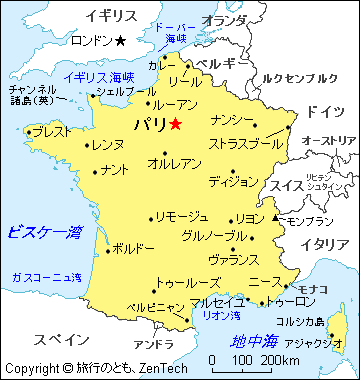 イギリス
オランダ
ロンドン★
ドーバー
海峡
ベルギー
カレー
リール
ルクセンブルク
チャンネル
諸島(英)
イギリス海峡
シェルブール
ルーアン
ドイツ
パリ★
ナンシー
ブレスト
レンヌ
ストラスブール
オーストリア
オルレアン
ナント
ディジョン
スイス
リヒテン
シュタイン
ビスケー湾
リモージュ
リヨン
モンブラン
グルノーブル
ボルドー
ヴァランス
イタリア
ガスコーニュ湾
トゥールーズ
ニース
モナコ
ペルピニャン
マルセイユ
トゥーロン
リオン湾
コルシカ島
スペイン
アンドラ
地中海
アジャクシオ
Copyright © 旅行のとも、ZenTech
0 100 200km